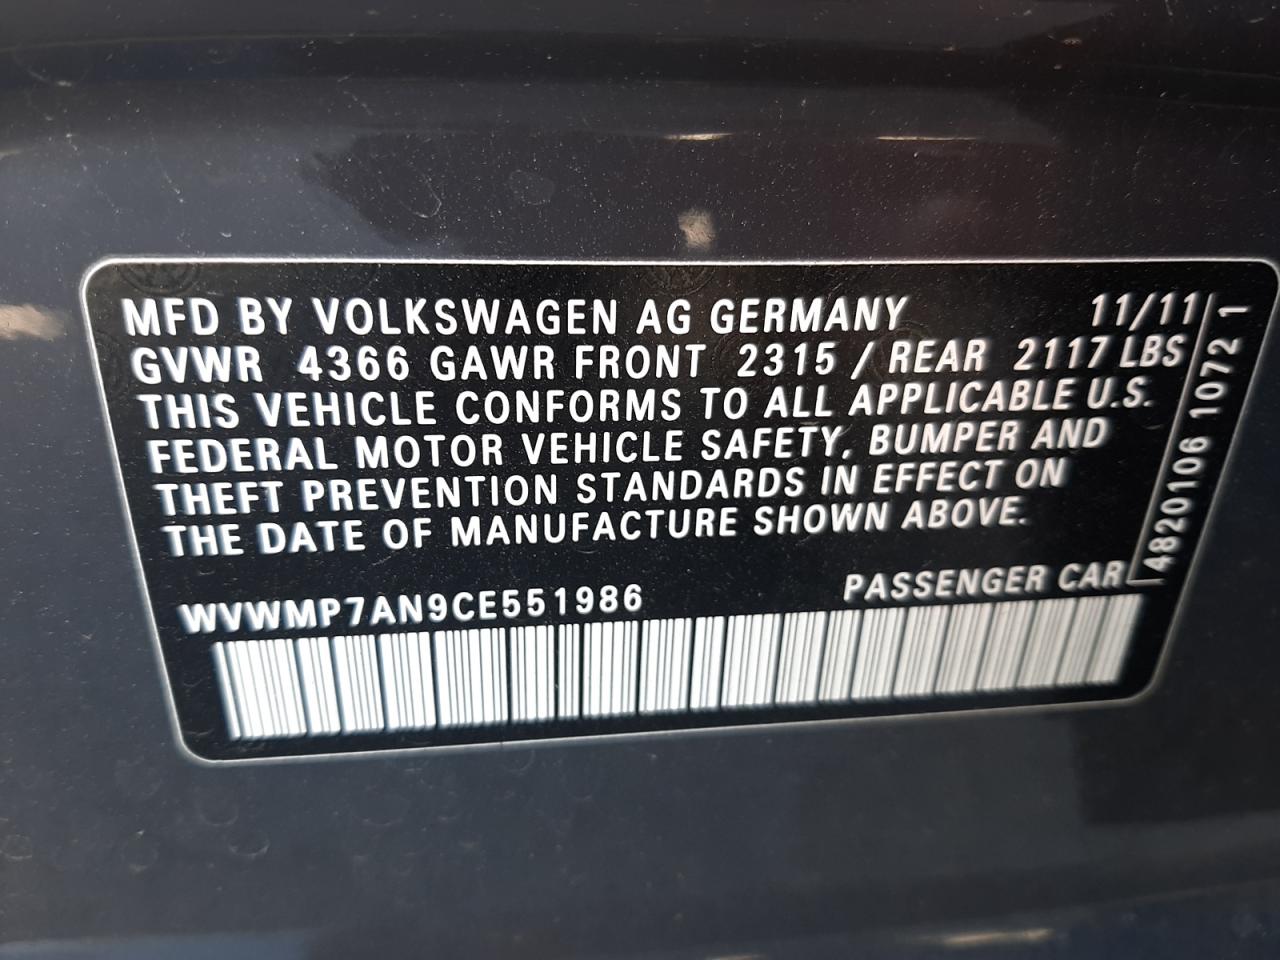 MFD BY VOLKSWAGEN AG GERMANY 11/11
GVWR 4366 GAWR FRONT 2315 / REAR 2117 LBS
THIS VEHICLE CONFORMS TO ALL APPLICABLE U.S.
FEDERAL MOTOR VEHICLE SAFETY, BUMPER AND
THEFT PREVENTION STANDARDS IN EFFECT ON
THE DATE OF MANUFACTURE SHOWN ABOVE.
WVWMP7AN9CE551986 PASSENGER CAR
4820106 1072 1